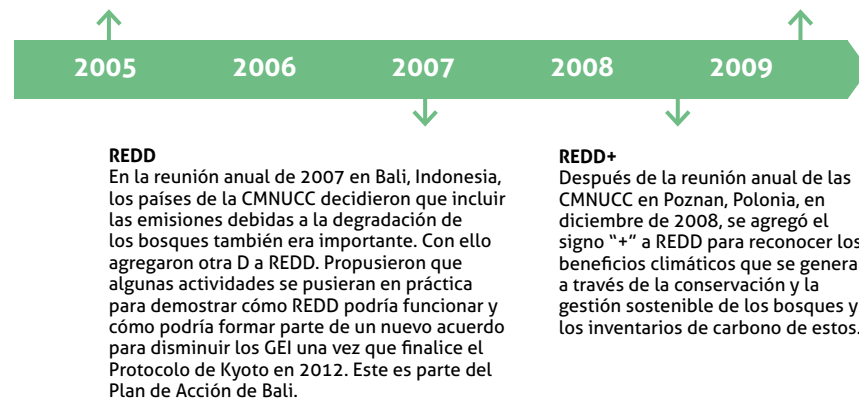 2005 2006 2007 2008 2009
REDD
En la reunión anual de 2007 en Bali, Indonesia,
los países de la CMNUCC decidieron que incluir
las emisiones debidas a la degradación de
los bosques también era importante. Con ello
agregaron otra D a REDD. Propusieron que
algunas actividades se pusieran en práctica
para demostrar cómo REDD podría funcionar y
cómo podría formar parte de un nuevo acuerdo
para disminuir los GEI una vez que finalice el
Protocolo de Kyoto en 2012. Este es parte del
Plan de Acción de Bali.
REDD+
Después de la reunión anual de las
CMNUCC en Poznan, Polonia, en
diciembre de 2008, se agregó el
signo "+" a REDD para reconocer los
beneficios climáticos que se genera
a través de la conservación y la
gestión sostenible de los bosques y
los inventarios de carbono de estos.